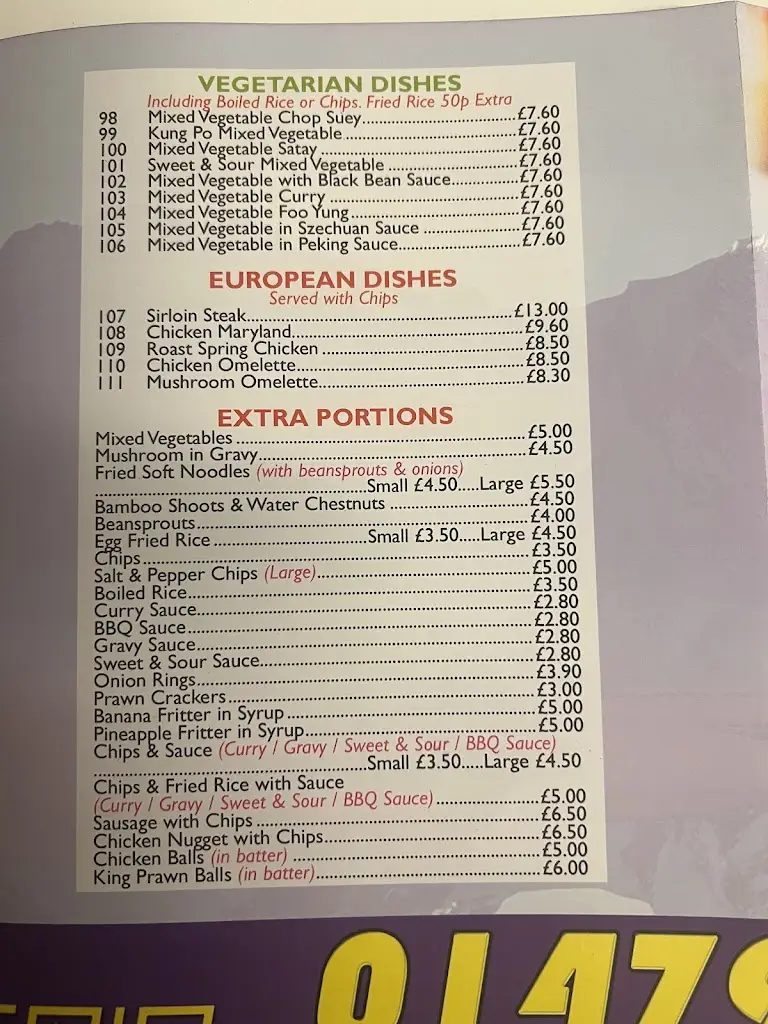 VEGETARIAN DISHES
Including Boiled Rice or Chips. Fried Rice 50p Extra
98 Mixed Vegetable Chop Suey £7.60
99 Kung Po Mixed Vegetable £7.60
100 Mixed Vegetable Satay £7.60
101 Sweet & Sour Mixed Vegetable £7.60
102 Mixed Vegetable with Black Bean Sauce £7.60
103 Mixed Vegetable Curry £7.60
104 Mixed Vegetable Foo Yung £7.60
105 Mixed Vegetable in Szechuan Sauce £7.60
106 Mixed Vegetable in Peking Sauce £7.60
EUROPEAN DISHES
Served with Chips
107 Sirloin Steak £13.00
108 Chicken Maryland £9.60
109 Roast Spring Chicken £8.50
110 Chicken Omelette £8.50
111 Mushroom Omelette £8.30
EXTRA PORTIONS
Mixed Vegetables £5.00
Mushroom in Gravy £4.50
Fried Soft Noodles (with beansprouts & onions)
Small £4.50.....Large £5.50
Bamboo Shoots & Water Chestnuts £4.50
Beansprouts £4.00
Egg Fried Rice Small £3.50....Large £4.50
Chips £3.50
Salt & Pepper Chips (Large) £5.00
Boiled Rice £3.50
Curry Sauce £2.80
BBQ Sauce £2.80
Gravy Sauce £2.80
Sweet & Sour Sauce £2.80
Onion Rings £3.90
Prawn Crackers £3.00
Banana Fritter in Syrup £5.00
Pineapple Fritter in Syrup £5.00
Chips & Sauce (Curry / Gravy / Sweet & Sour / BBQ Sauce)
Small £3.50.....Large £4.50
Chips & Fried Rice with Sauce
(Curry / Gravy / Sweet & Sour / BBQ Sauce) £5.00
Sausage with Chips £6.50
Chicken Nugget with Chips £6.50
Chicken Balls (in batter) £5.00
King Prawn Balls (in batter) £6.00